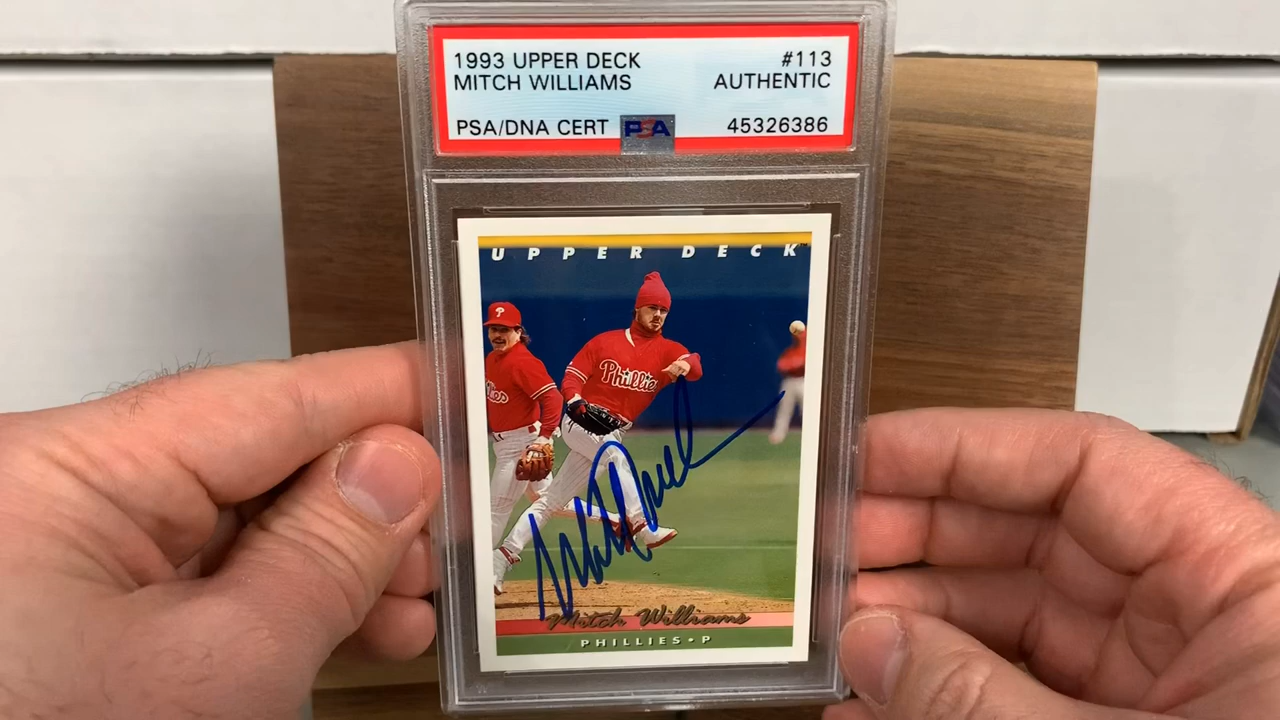 1993 UPPER DECK #113
MITCH WILLIAMS AUTHENTIC
PSA/DNA CERT PSA 45326386
UPPER DECK
P
Phillies
Mitch Williams
PHILLIES • P